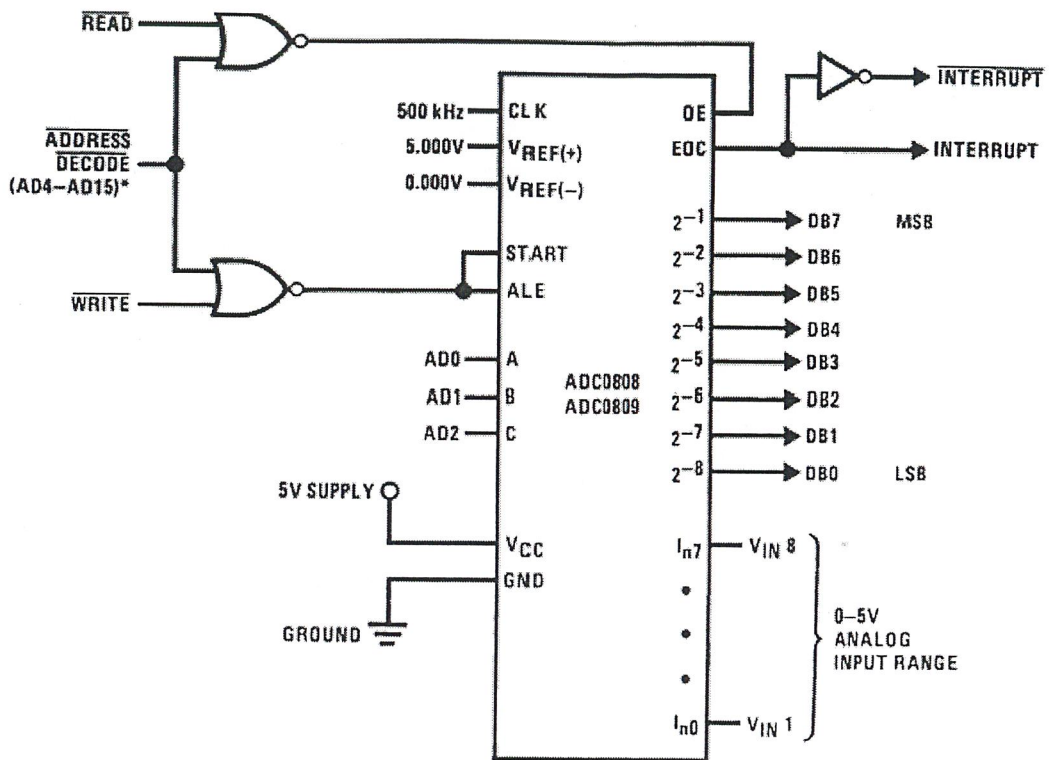 READ
ADDRESS
DECODE
(AD4–AD15)*
WRITE
500 kHz
5.000V
0.000V
AD0
AD1
AD2
5V SUPPLY
GROUND
CLK
VREF(+)
VREF(–)
START
ALE
A
B
C
VCC
GND
ADC0808
ADC0809
OE
EOC
2–1
2–2
2–3
2–4
2–5
2–6
2–7
2–8
In7
In0
INTERRUPT
INTERRUPT
DB7 MSB
DB6
DB5
DB4
DB3
DB2
DB1
DB0 LSB
VIN 8
0–5V
ANALOG
INPUT RANGE
VIN 1